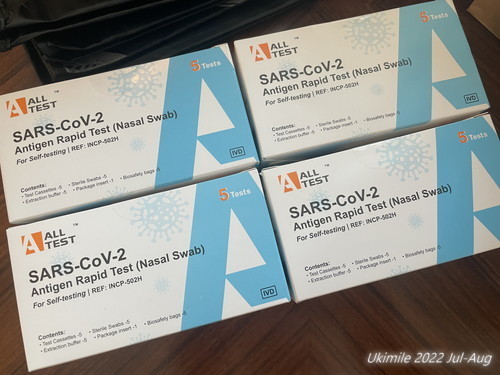 ALL
TEST
™
5 Tests
SARS-CoV-2
Antigen Rapid Test (Nasal Swab)
For Self-testing | REF: INCP-502H
IVD
Contents:
• Test Cassettes -5 • Sterile Swabs -5 • Biosafety bags -5
• Extraction buffer -5 • Package insert -1
ALL
TEST
™
5 Tests
SARS-CoV-2
Antigen Rapid Test (Nasal Swab)
For Self-testing | REF: INCP-502H
IVD
Contents:
• Test Cassettes -5 • Sterile Swabs -5 • Biosafety bags -5
• Extraction buffer -5 • Package insert -1
ALL
TEST
™
5 Tests
SARS-CoV-2
Antigen Rapid Test (Nasal Swab)
For Self-testing | REF: INCP-502H
IVD
Contents:
• Test Cassettes -5 • Sterile Swabs -5 • Biosafety bags -5
• Extraction buffer -5 • Package insert -1
ALL
TEST
™
5 Tests
SARS-CoV-2
Antigen Rapid Test (Nasal Swab)
For Self-testing | REF: INCP-502H
Contents:
• Test Cassettes -5 • Sterile Swabs -5 • Biosafety bags -5
• Extraction buffer -5 • Package insert -1
Ukimile 2022 Jul-Aug